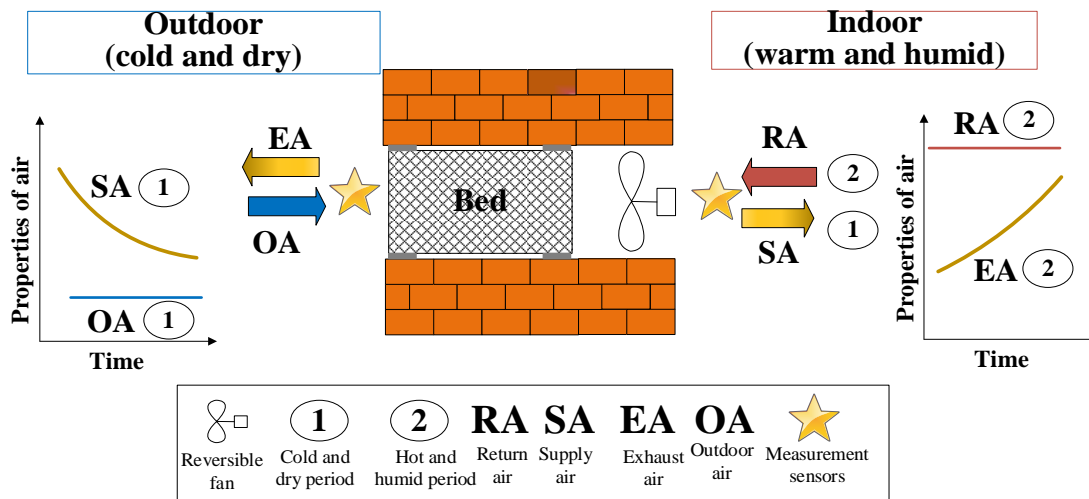 Outdoor
(cold and dry)
Indoor
(warm and humid)
Properties of air
SA 1
OA 1
Time
EA
OA
Bed
RA
2
1
SA
Properties of air
RA 2
EA 2
Time
1
2
RA SA EA OA
Reversible
fan
Cold and
dry period
Hot and
humid period
Return
air
Supply
air
Exhaust
air
Outdoor
air
Measurement
sensors